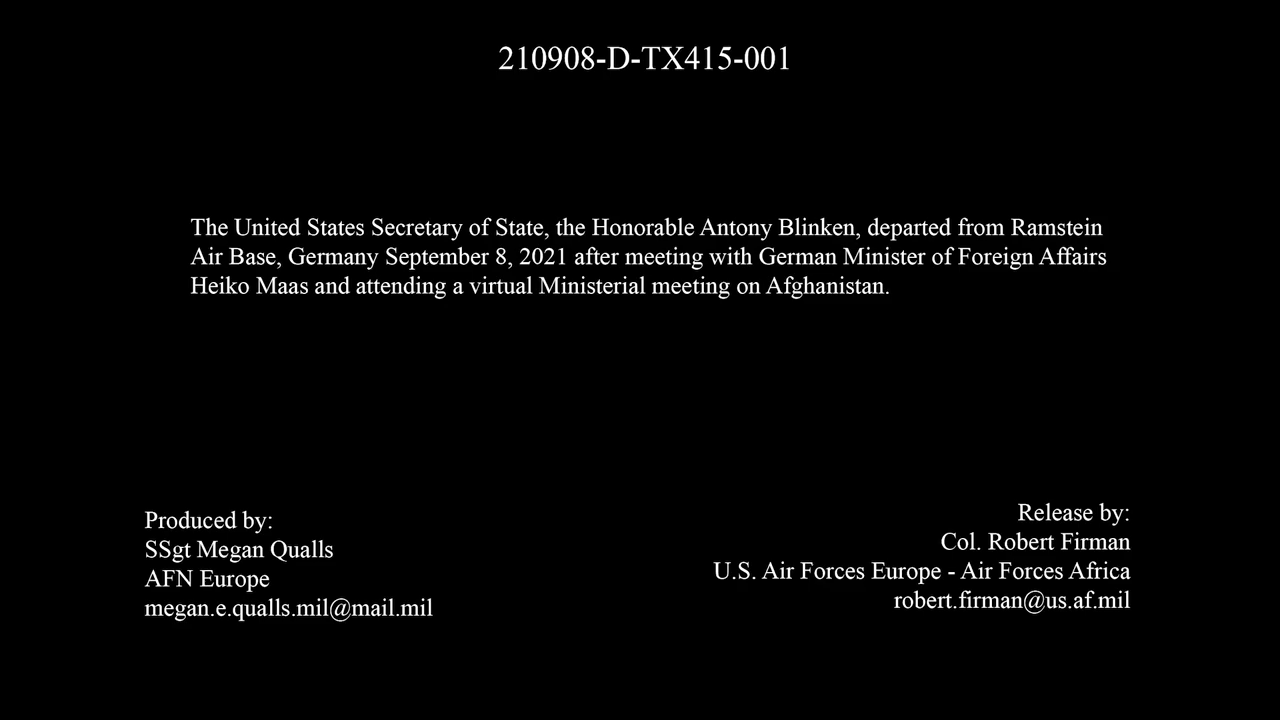 210908-D-TX415-001
The United States Secretary of State, the Honorable Antony Blinken, departed from Ramstein
Air Base, Germany September 8, 2021 after meeting with German Minister of Foreign Affairs
Heiko Maas and attending a virtual Ministerial meeting on Afghanistan.
Produced by:
SSgt Megan Qualls
AFN Europe
megan.e.qualls.mil@mail.mil
Release by:
Col. Robert Firman
U.S. Air Forces Europe - Air Forces Africa
robert.firman@us.af.mil